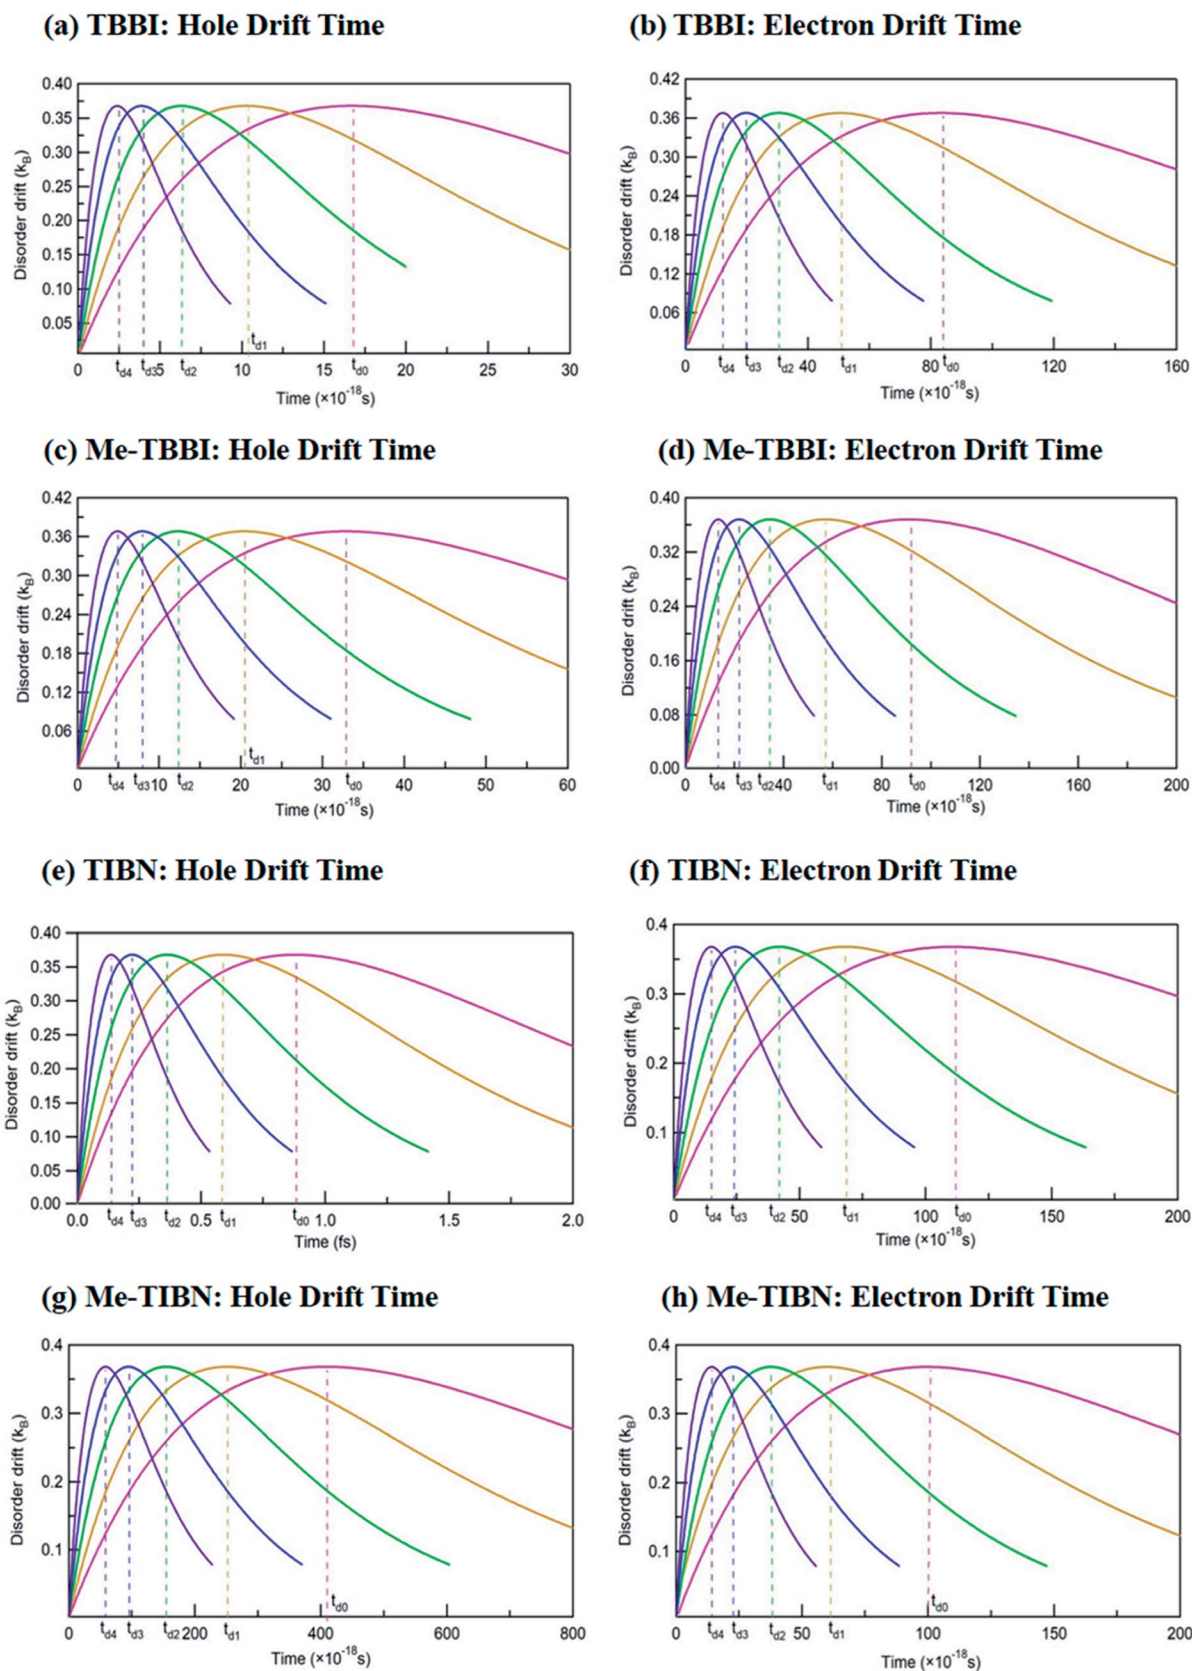 (a) TBBI: Hole Drift Time
0.40
0.35
0.30
0.25
0.20
0.15
0.10
0.05
Disorder drift (kB)
td4 td3 td2 td1 td0
0 5 10 15 20 25 30
Time (×10-18s)
(b) TBBI: Electron Drift Time
0.42
0.36
0.30
0.24
0.18
0.12
0.06
Disorder drift (kB)
td4 td3 td2 td1 td0
0 40 80 120 160
Time (×10-18s)
(c) Me-TBBI: Hole Drift Time
0.42
0.36
0.30
0.24
0.18
0.12
0.06
Disorder drift (kB)
td4 td3 td2 td1 td0
0 10 20 30 40 50 60
Time (×10-18s)
(d) Me-TBBI: Electron Drift Time
0.40
0.32
0.24
0.16
0.08
0.00
Disorder drift (kB)
td4 td3 td2 td1 td0
0 40 80 120 160 200
Time (×10-18s)
(e) TIBN: Hole Drift Time
0.40
0.35
0.30
0.25
0.20
0.15
0.10
0.05
0.00
Disorder drift (kB)
td4 td3 td2 td1 td0
0.0 0.5 1.0 1.5 2.0
Time (fs)
(f) TIBN: Electron Drift Time
0.4
0.3
0.2
0.1
Disorder drift (kB)
td4 td3 td2 td1 td0
0 50 100 150 200
Time (×10-18s)
(g) Me-TIBN: Hole Drift Time
0.4
0.3
0.2
0.1
Disorder drift (kB)
td4 td3 td2 td1 td0
0 200 400 600 800
Time (×10-18s)
(h) Me-TIBN: Electron Drift Time
0.4
0.3
0.2
0.1
Disorder drift (kB)
td4 td3 td2 td1 td0
0 50 100 150 200
Time (×10-18s)